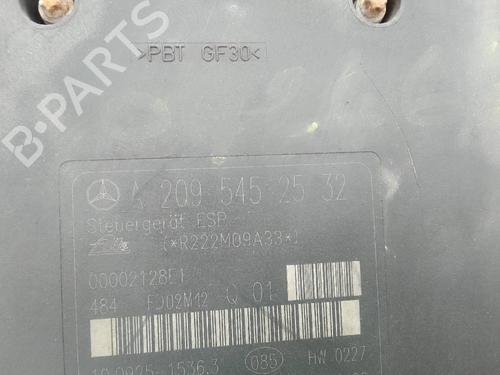 B-PARTS
>PBT GF30<
A 209 545 25 32
Steuergerät ESP
(*R222M09A33*)
00002128E1
484 FD02M12 Q 01
10.0925-1536.3 085 HW 0227